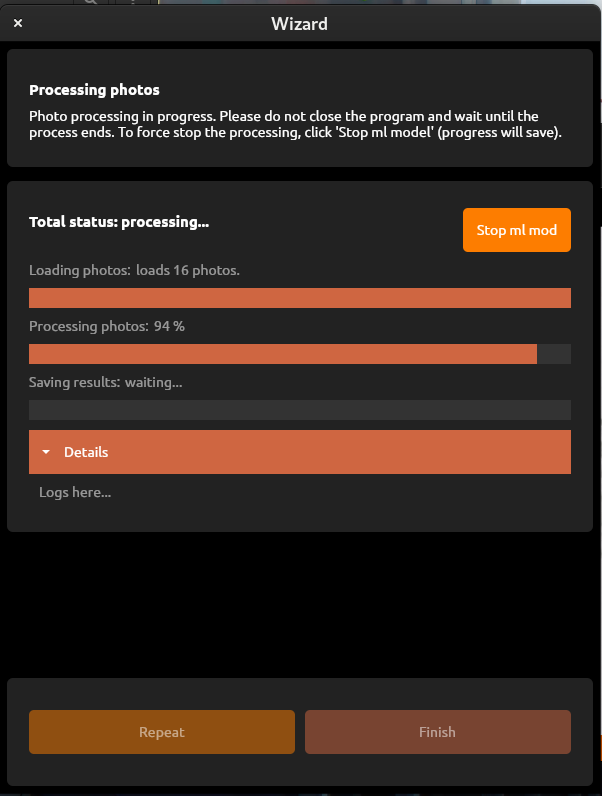 Wizard
Processing photos
Photo processing in progress. Please do not close the program and wait until the
process ends. To force stop the processing, click 'Stop ml model' (progress will save).
Total status: processing...
Stop ml mod
Loading photos: loads 16 photos.
Processing photos: 94 %
Saving results: waiting...
Details
Logs here...
Repeat
Finish